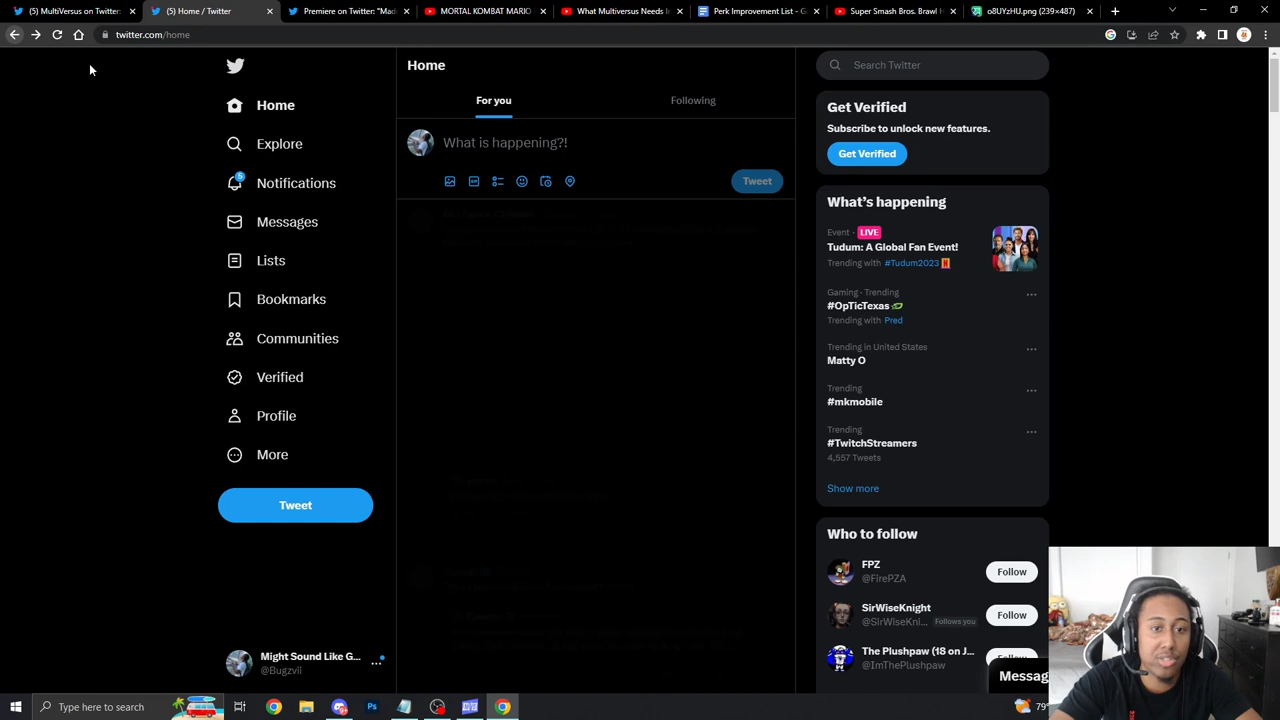 (5) MultiVersus on Twitter:
(5) Home / Twitter
Premiere on Twitter: "Made
MORTAL KOMBAT MARIO
What Multiversus Needs I
Perk Improvement List - Go
Super Smash Bros. Brawl H
o8UYzHU.png (239×487)
twitter.com/home
Home
For you
Following
What is happening?!
Tweet
Home
Explore
5
Notifications
Messages
Lists
Bookmarks
Communities
Verified
Profile
More
Tweet
Might Sound Like G...
@Bugzvii
Search Twitter
Get Verified
Subscribe to unlock new features.
Get Verified
What's happening
Event · LIVE
Tudum: A Global Fan Event!
Trending with #Tudum2023
Gaming · Trending
#OpTicTexas
Trending with Pred
Trending in United States
Matty O
Trending
#mkmobile
Trending
#TwitchStreamers
4,557 Tweets
Show more
Who to follow
FPZ
@FirePZA
Follow
SirWiseKnight
@SirWiseKni... Follows you
Follow
The Plushpaw (18 on J...
@ImThePlushpaw
Messag
Type here to search
Ps
79°